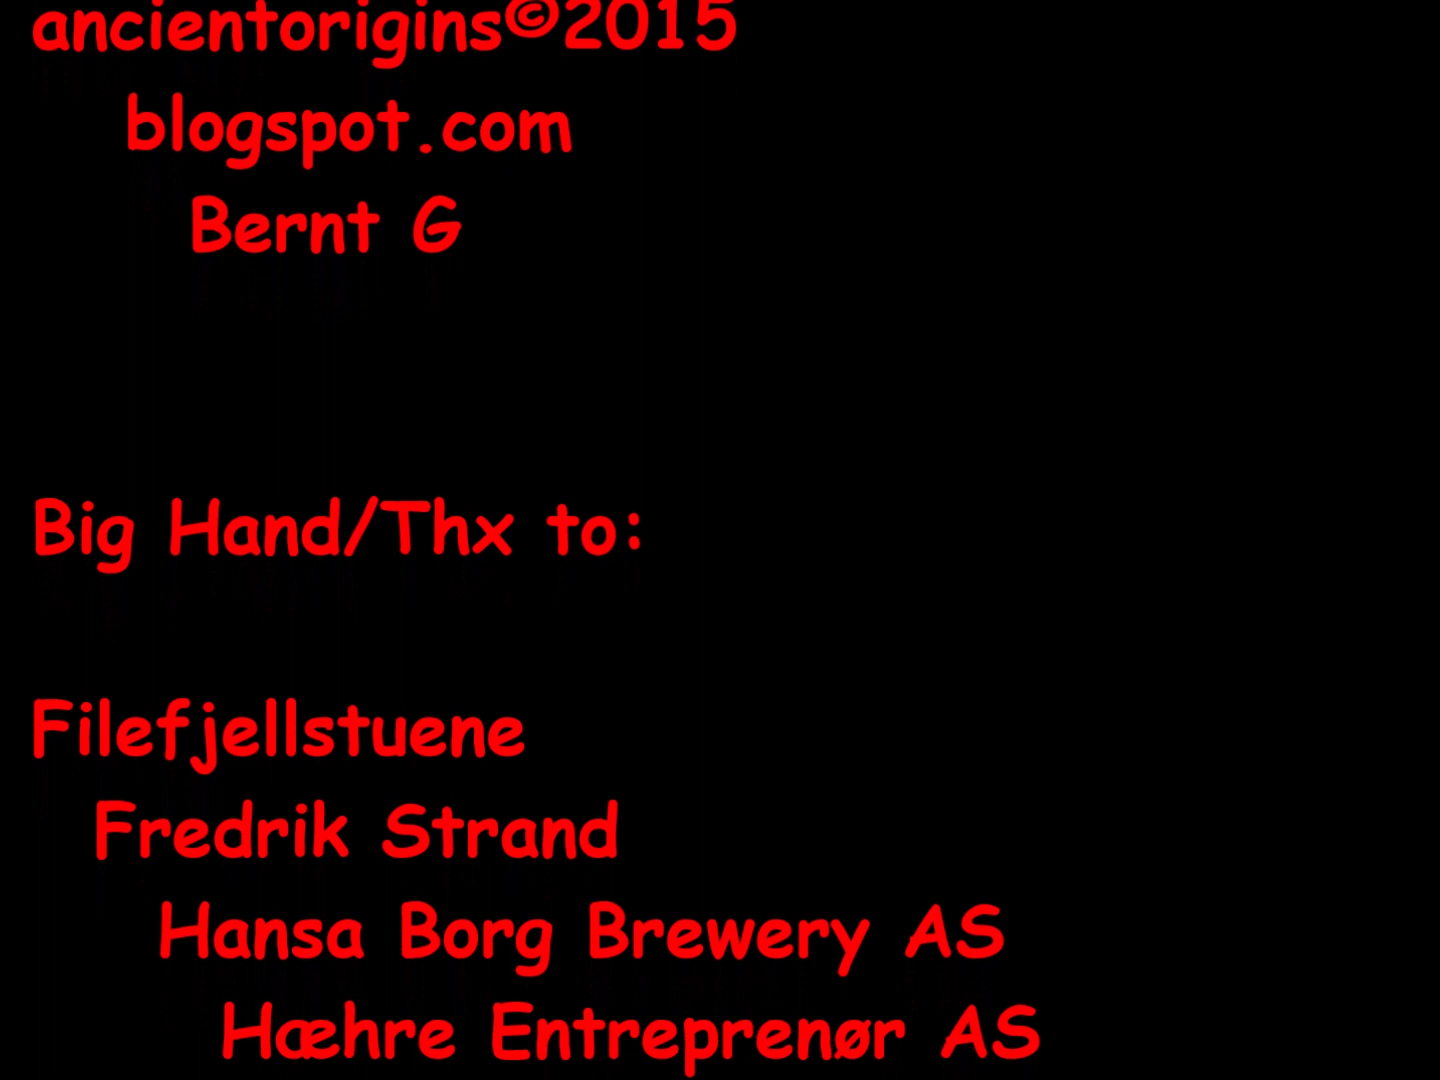 ancientorigins©2015
blogspot.com
Bernt G
Big Hand/Thx to:
Filefjellstuene
Fredrik Strand
Hansa Borg Brewery AS
Hæhre Entreprenør AS